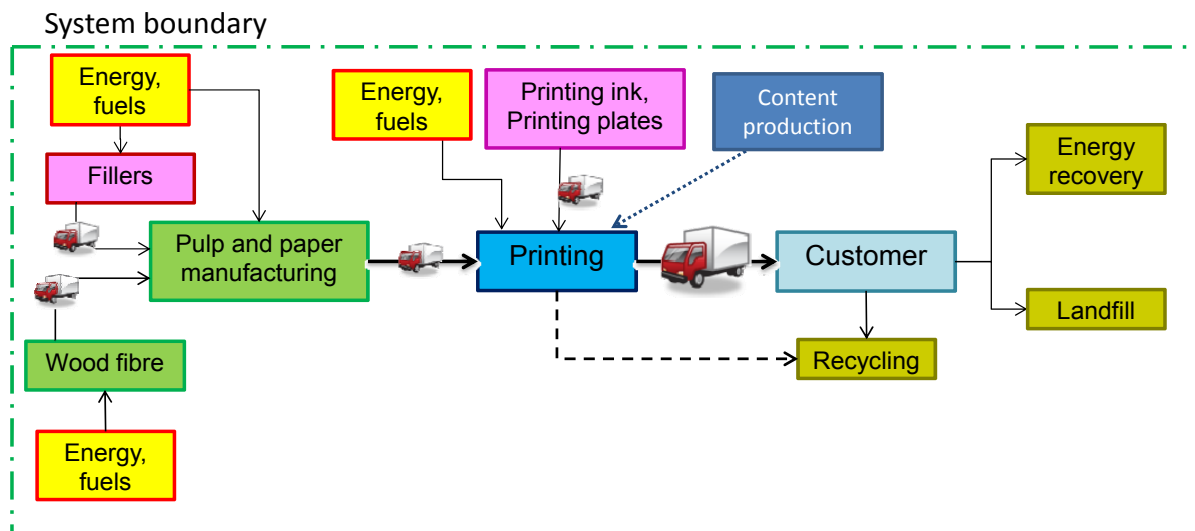 System boundary
Energy,
fuels
Energy,
fuels
Printing ink,
Printing plates
Content
production
Energy
recovery
Fillers
Pulp and paper
manufacturing
Printing
Customer
Landfill
Wood fibre
Recycling
Energy,
fuels